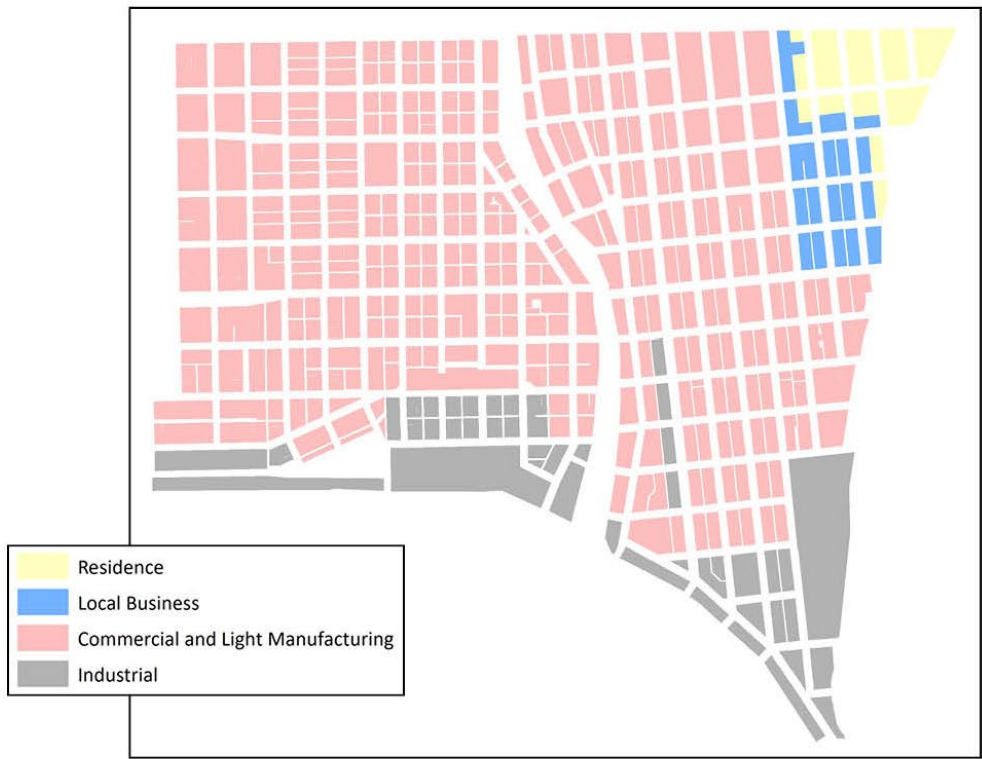 Residence
Local Business
Commercial and Light Manufacturing
Industrial